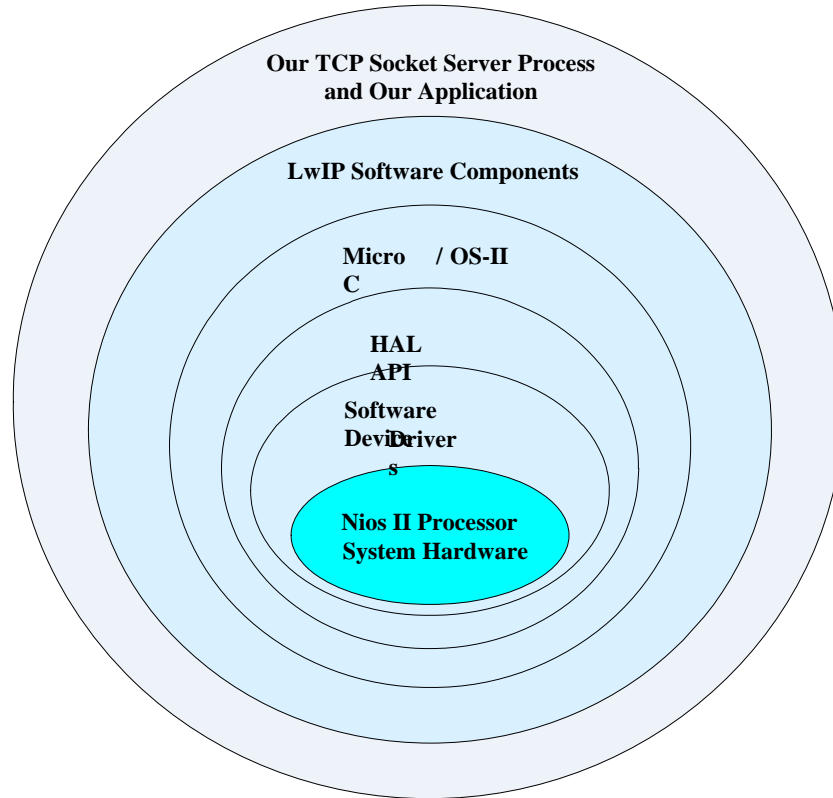 Our TCP Socket Server Process
and Our Application
LwIP Software Components
Micro / OS-II
C
HAL
API
Software
Device Driver
s
Nios II Processor
System Hardware